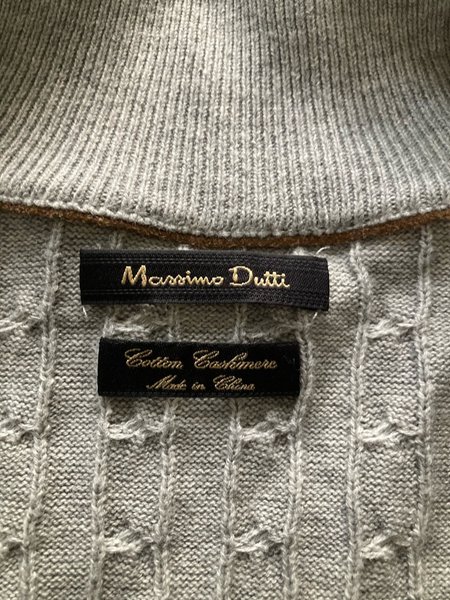 Massimo Dutti
Cotton Cashmere
Made in China